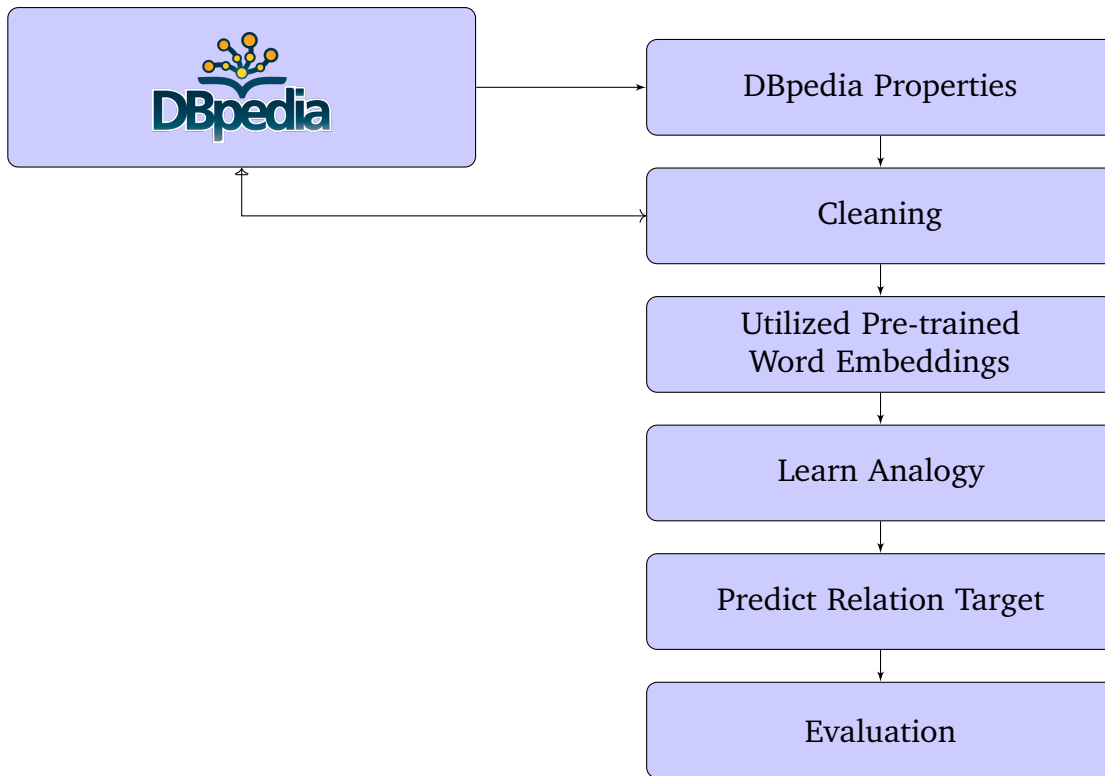 DBpedia
DBpedia Properties
Cleaning
Utilized Pre-trained
Word Embeddings
Learn Analogy
Predict Relation Target
Evaluation